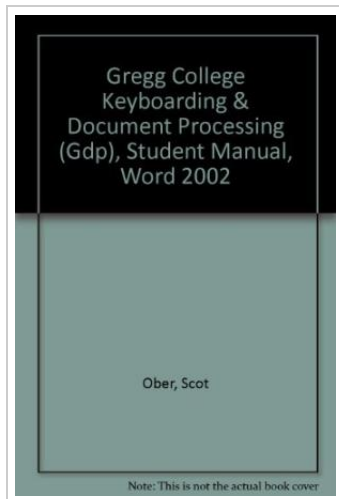 Gregg College
Keyboarding &
Document Processing
(Gdp), Student Manual,
Word 2002
Ober, Scot
Note: This is not the actual book cover